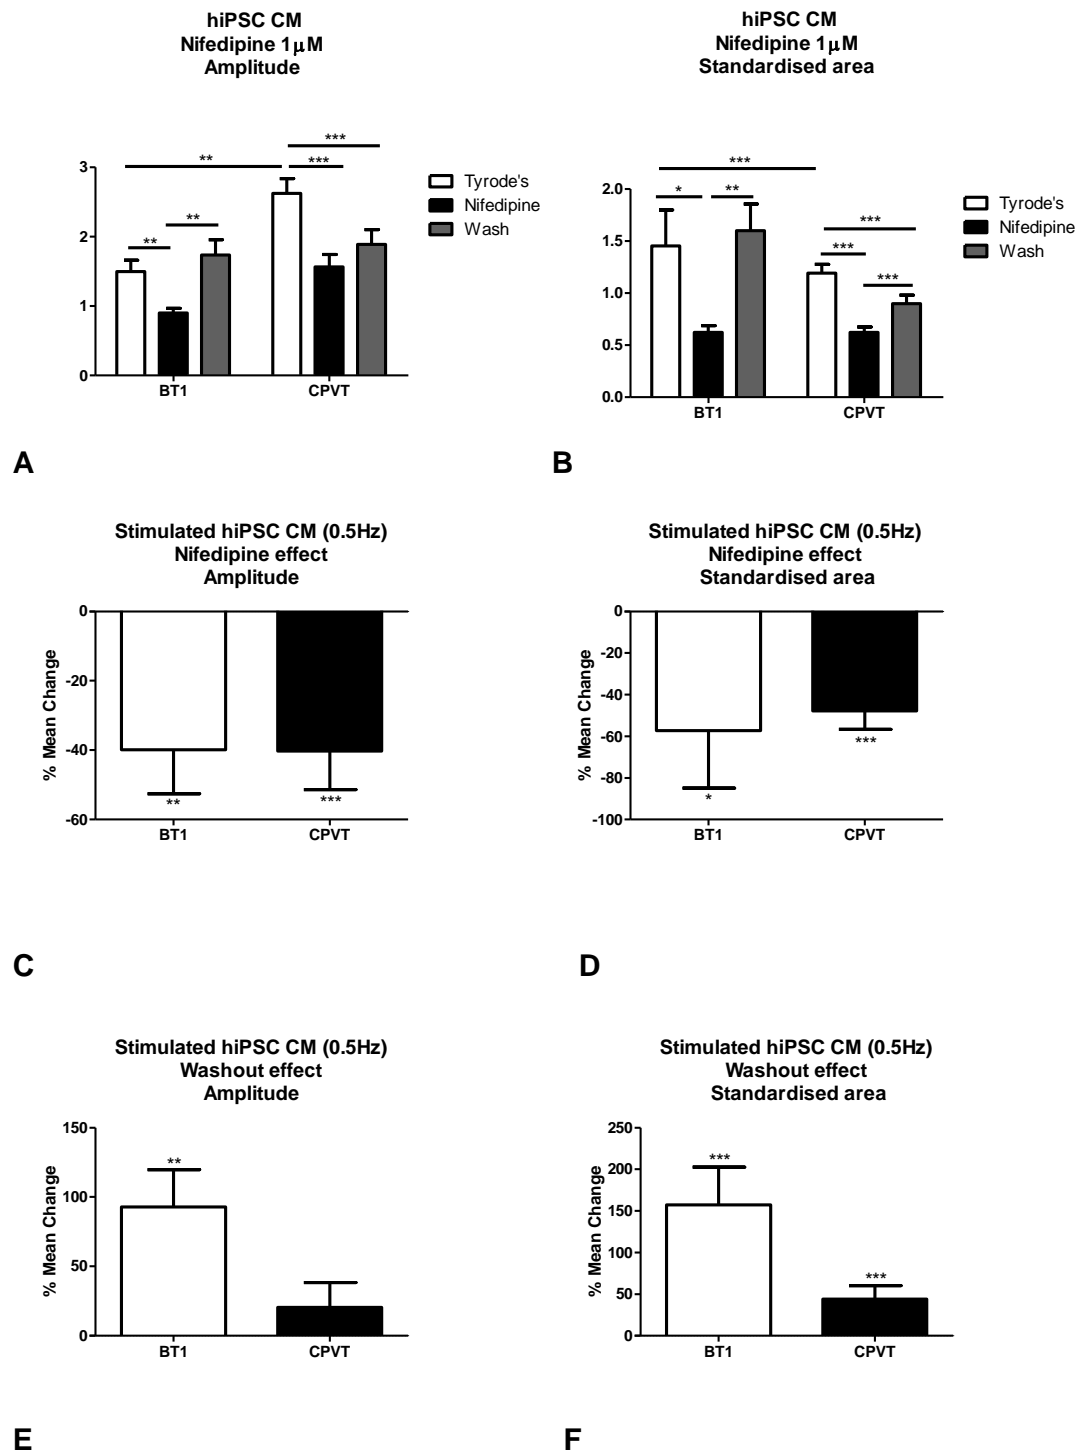 hiPSC CM
Nifedipine 1μM
Amplitude
** *** ***
** **
3
2
1
0
BT1 CPVT
Tyrode's
Nifedipine
Wash
A
hiPSC CM
Nifedipine 1μM
Standardised area
***
* ** ***
***
***
2.0
1.5
1.0
0.5
0.0
BT1 CPVT
Tyrode's
Nifedipine
Wash
B
Stimulated hiPSC CM (0.5Hz)
Nifedipine effect
Amplitude
% Mean Change
0
-20
-40
-60
** ***
BT1 CPVT
C
Stimulated hiPSC CM (0.5Hz)
Nifedipine effect
Standardised area
% Mean Change
0
-20
-40
-60
-80
-100
* ***
BT1 CPVT
D
Stimulated hiPSC CM (0.5Hz)
Washout effect
Amplitude
% Mean Change
150
100
50
0
**
BT1 CPVT
E
Stimulated hiPSC CM (0.5Hz)
Washout effect
Standardised area
% Mean Change
250
200
150
100
50
0
*** ***
BT1 CPVT
F